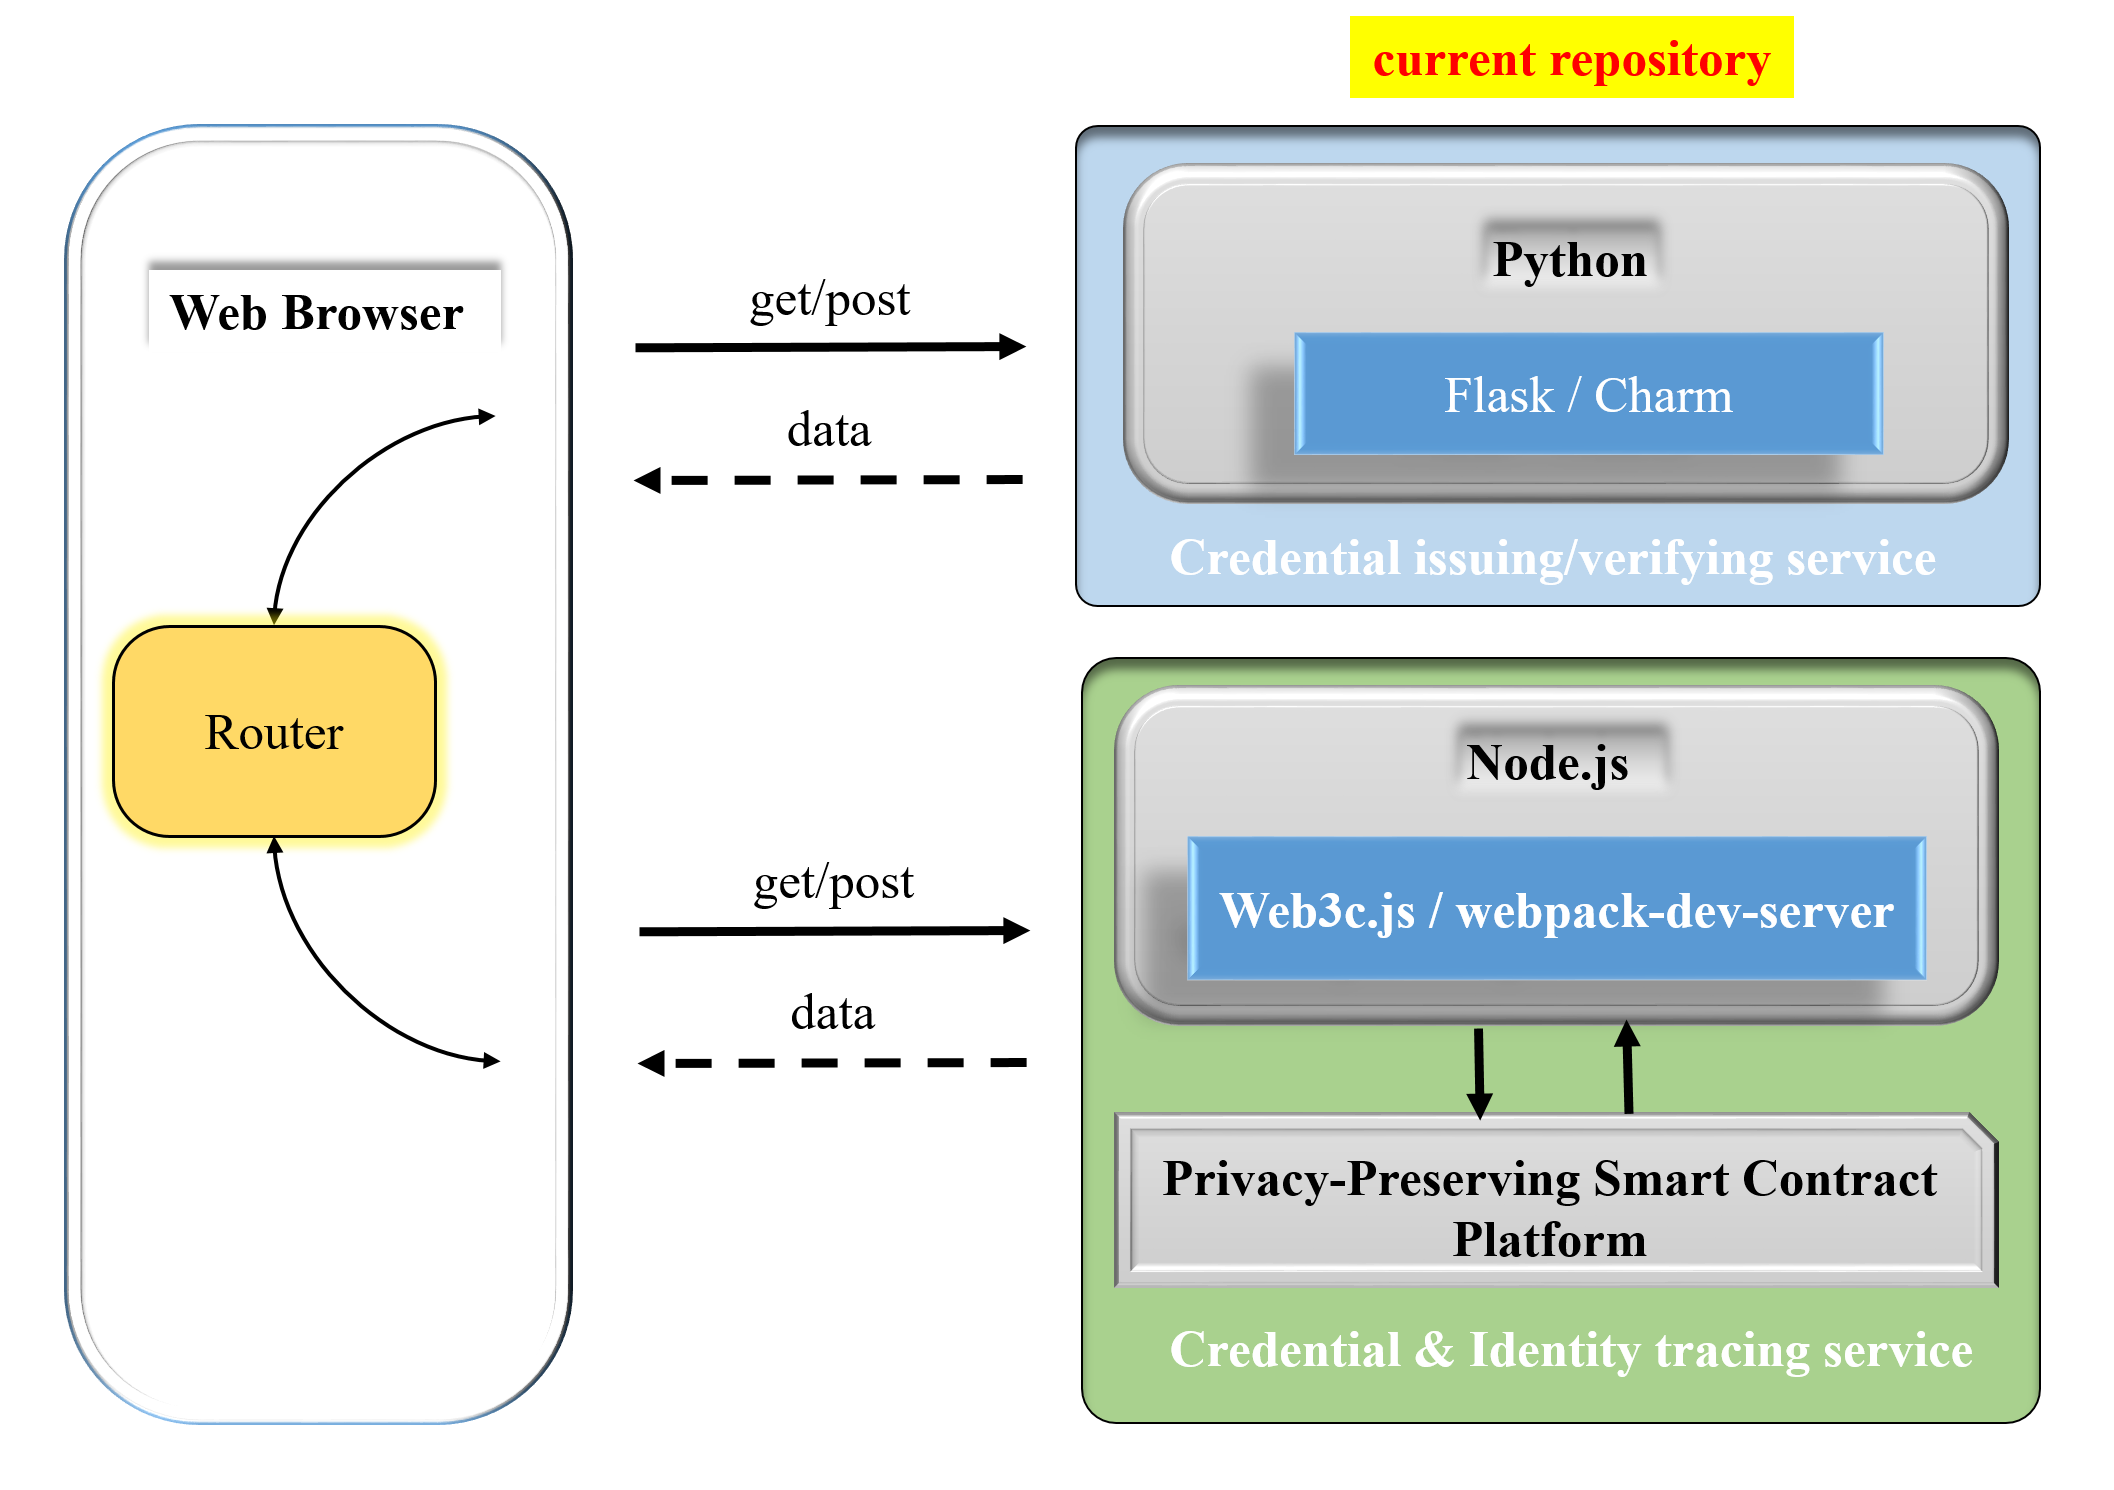 current repository
Web Browser
Router
get/post
data
Python
Flask / Charm
Credential issuing/verifying service
get/post
data
Node.js
Web3c.js / webpack-dev-server
Privacy-Preserving Smart Contract
Platform
Credential & Identity tracing service